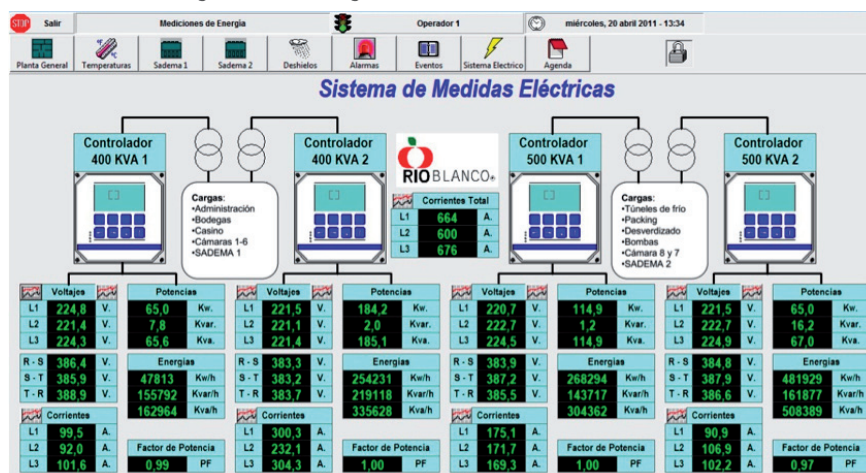 STOP Salir Mediciones de Energia Operador 1 miércoles, 20 abril 2011 - 13:34
Planta General Temperaturas Sadema 1 Sadema 2 Deshielos Alarmas Eventos Sistema Electrico Agenda
Sistema de Medidas Eléctricas
Controlador
400 KVA 1
Cargas:
•Administración
•Bodegas
•Casino
•Cámaras 1-6
•SADEMA 1
Controlador
400 KVA 2
RIO BLANCO
Corrientes Total
L1 664 A.
L2 600 A.
L3 676 A.
Controlador
500 KVA 1
Cargas:
•Túneles de frio
•Packing
•Desverdizado
•Bombas
•Cámara 8 y 7
•SADEMA 2
Controlador
500 KVA 2
Voltajes
L1 224,8 V.
L2 221,4 V.
L3 224,3 V.
R - S 386,4 V.
S - T 385,9 V.
T - R 388,9 V.
Corrientes
L1 99,5 A.
L2 92,0 A.
L3 101,6 A.
Potencias
65,0 Kw.
7,8 Kvar.
65,6 Kva.
Energias
47813 Kw/h
155792 Kvar/h
162964 Kva/h
Factor de Potencia
0,99 PF
Voltajes
L1 221,5 V.
L2 221,1 V.
L3 221,4 V.
R - S 383,3 V.
S - T 383,2 V.
T - R 383,7 V.
Corrientes
L1 300,3 A.
L2 232,1 A.
L3 304,3 A.
Potencias
184,2 Kw.
2,0 Kvar.
185,1 Kva.
Energias
254231 Kw/h
219118 Kvar/h
335628 Kva/h
Factor de Potencia
1,00 PF
Voltajes
L1 220,7 V.
L2 222,7 V.
L3 224,5 V.
R - S 383,9 V.
S - T 387,2 V.
T - R 385,5 V.
Corrientes
L1 175,1 A.
L2 171,7 A.
L3 169,3 A.
Potencias
114,9 Kw.
1,2 Kvar.
114,9 Kva.
Energias
268294 Kw/h
143717 Kvar/h
304362 Kva/h
Factor de Potencia
1,00 PF
Voltajes
L1 221,5 V.
L2 222,7 V.
L3 224,9 V.
R - S 384,8 V.
S - T 387,9 V.
T - R 386,6 V.
Corrientes
L1 90,9 A.
L2 106,9 A.
L3 102,2 A.
Potencias
65,0 Kw.
16,2 Kvar.
67,0 Kva.
Energias
481929 Kw/h
161877 Kvar/h
508389 Kva/h
Factor de Potencia
0,97 PF